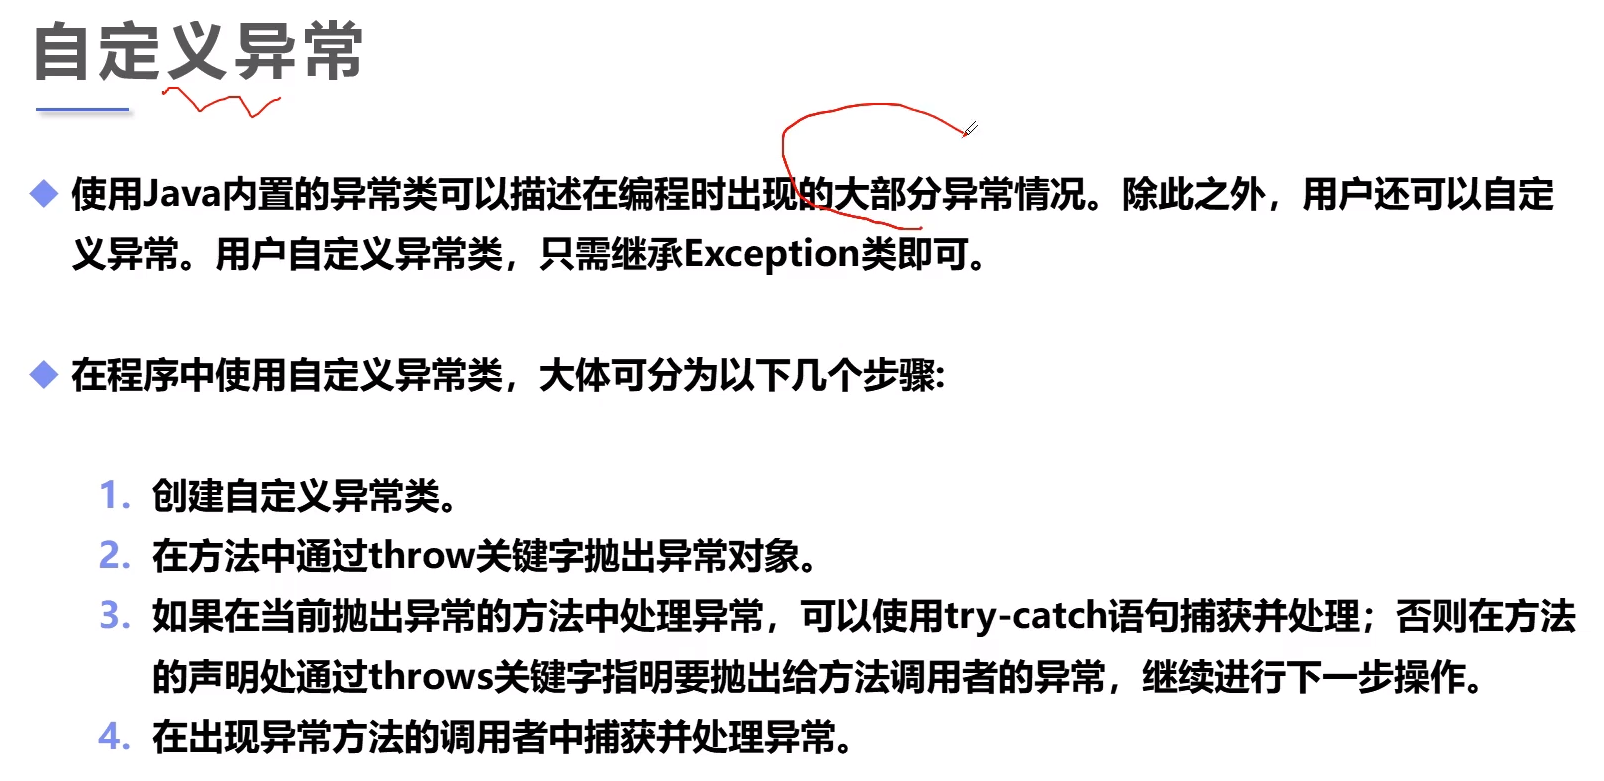 自定义异常
使用Java内置的异常类可以描述在编程时出现的大部分异常情况。除此之外，用户还可以自定
义异常。用户自定义异常类，只需继承Exception类即可。
在程序中使用自定义异常类，大体可分为以下几个步骤:
1. 创建自定义异常类。
2. 在方法中通过throw关键字抛出异常对象。
3. 如果在当前抛出异常的方法中处理异常，可以使用try-catch语句捕获并处理；否则在方法
的声明处通过throws关键字指明要抛出给方法调用者的异常，继续进行下一步操作。
4. 在出现异常方法的调用者中捕获并处理异常。